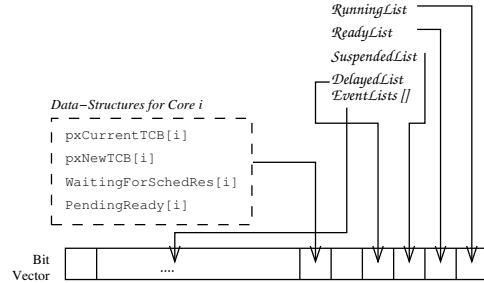 RunningList
ReadyList
SuspendedList
DelayedList
EventLists []
Data-Structures for Core i
pxCurrentTCB[i]
pxNewTCB[i]
WaitingForSchedRes[i]
PendingReady[i]
Bit
Vector
....